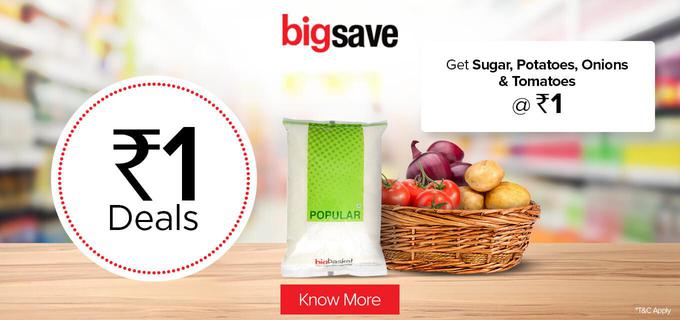 bigsave
Get Sugar, Potatoes, Onions
& Tomatoes
@ ₹1
₹1
Deals
POPULAR
bigbasket
Know More
*T&C Apply